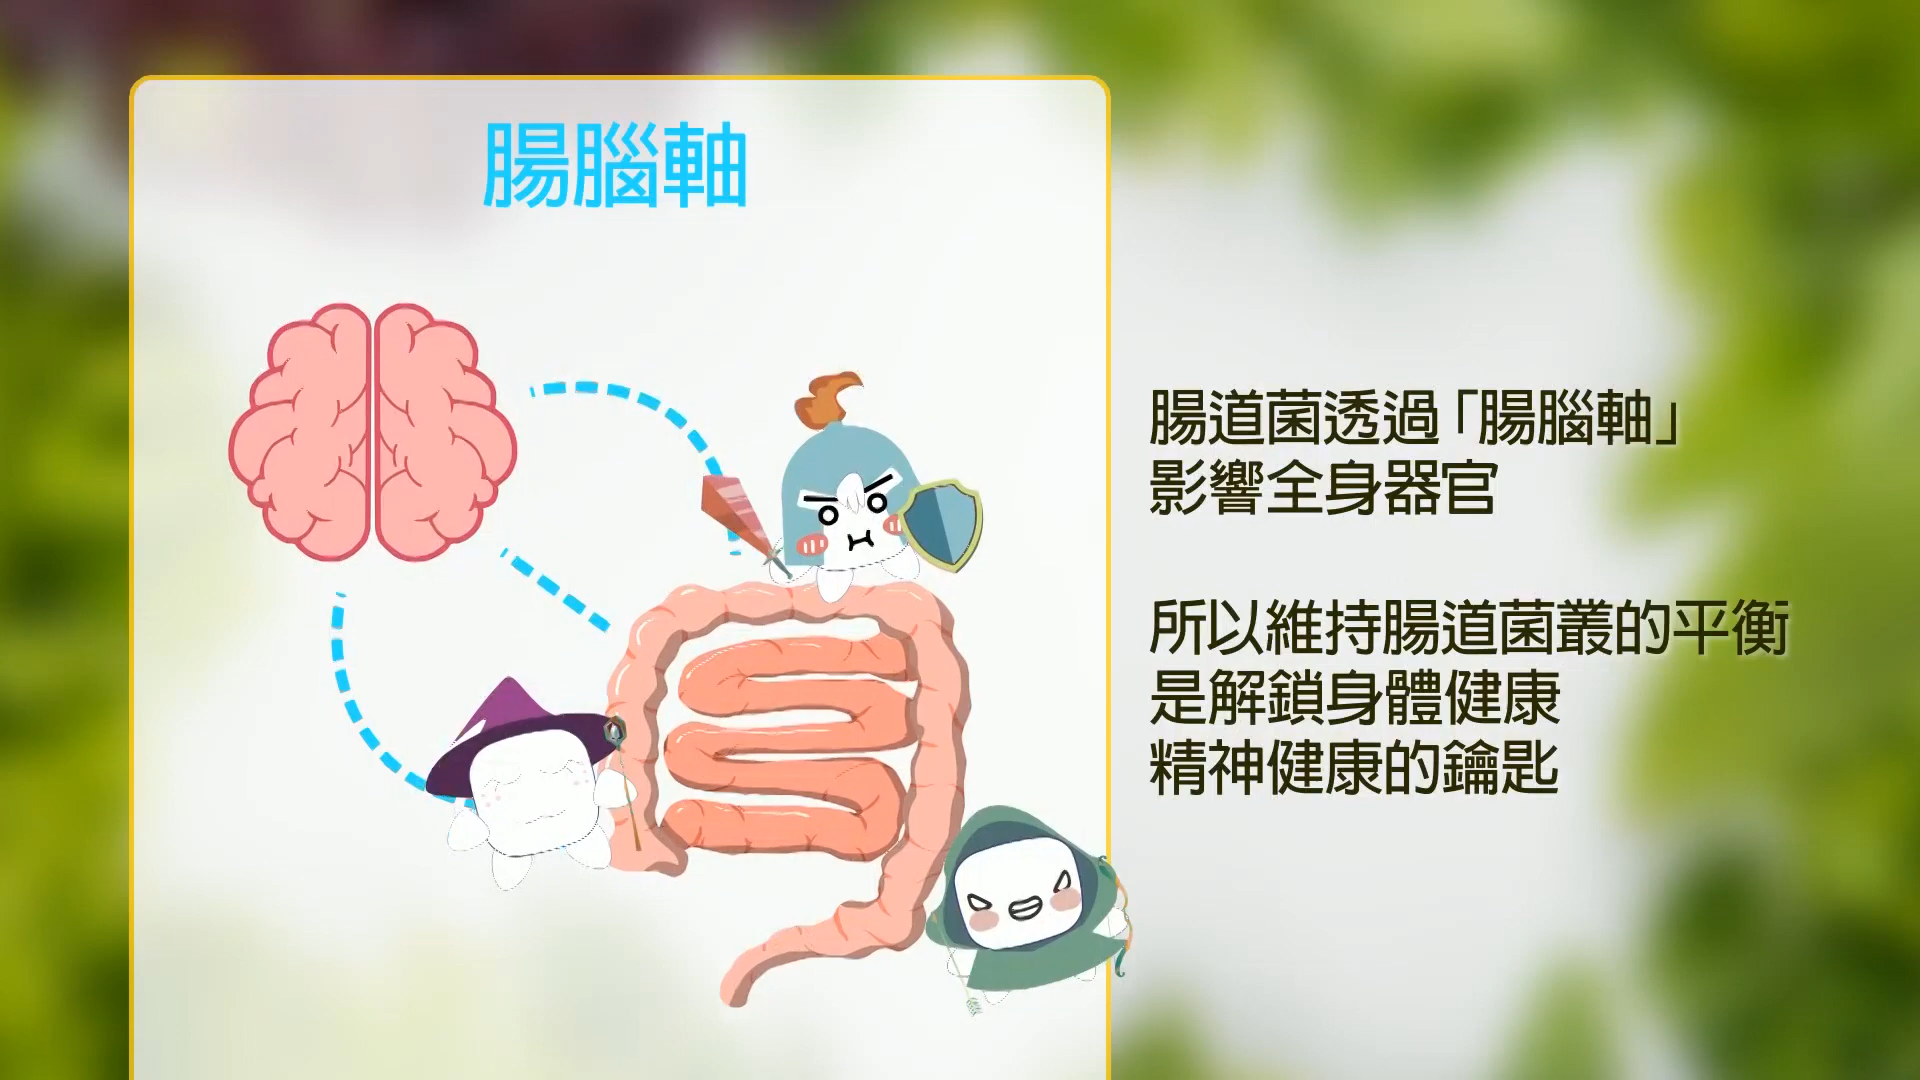 腸腦軸
腸道菌透過「腸腦軸」
影響全身器官
所以維持腸道菌叢的平衡
是解鎖身體健康
精神健康的鑰匙